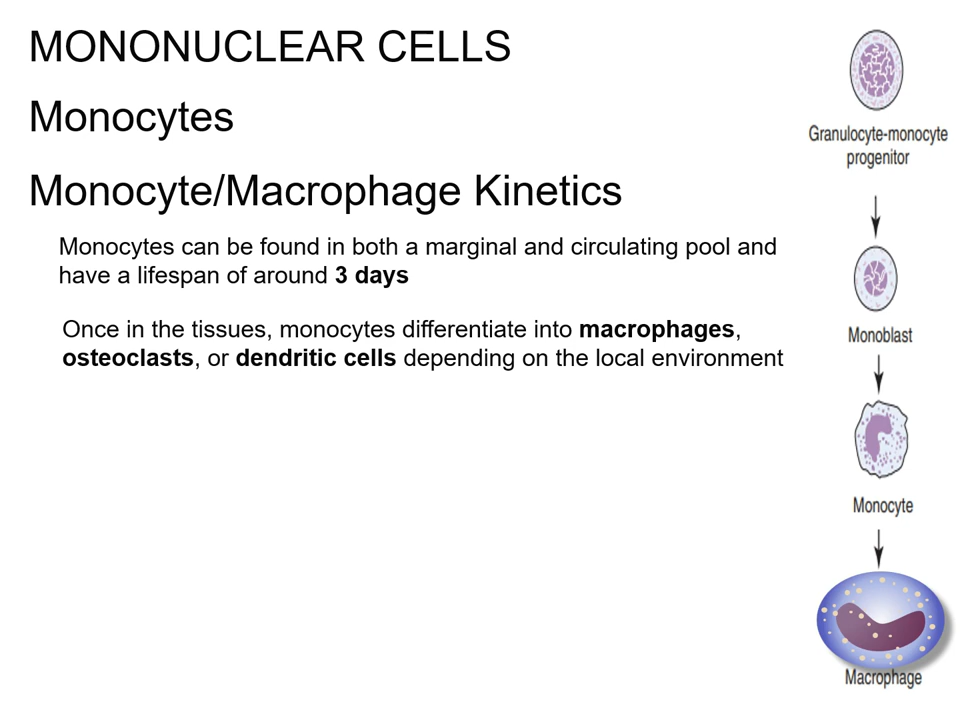 MONONUCLEAR CELLS
Monocytes
Monocyte/Macrophage Kinetics
Monocytes can be found in both a marginal and circulating pool and
have a lifespan of around 3 days
Once in the tissues, monocytes differentiate into macrophages,
osteoclasts, or dendritic cells depending on the local environment
Granulocyte-monocyte
progenitor
Monoblast
Monocyte
Macrophage